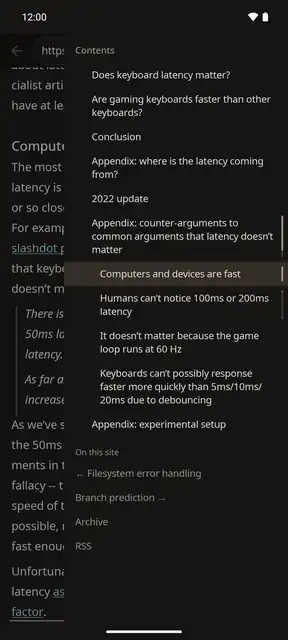 12:00
https
Contents
Does keyboard latency matter?
Are gaming keyboards faster than other
keyboards?
Conclusion
Appendix: where is the latency coming
from?
2022 update
Appendix: counter-arguments to
common arguments that latency doesn't
matter
Computers and devices are fast
Humans can't notice 100ms or 200ms
latency
It doesn't matter because the game
loop runs at 60 Hz
Keyboards can't possibly response
faster more quickly than 5ms/10ms/
20ms due to debouncing
Appendix: experimental setup
On this site
← Filesystem error handling
Branch prediction →
Archive
RSS
cialist arti
have at le
Compute
The most
latency is
or so close
For examp
slashdot p
that keyb
doesn't m
There is
50ms la
latency.
As far a
increase
As we've s
the 50ms
ments in t
fallacy -- t
speed of t
possible, r
fast enou
Unfortuna
latency as
factor.